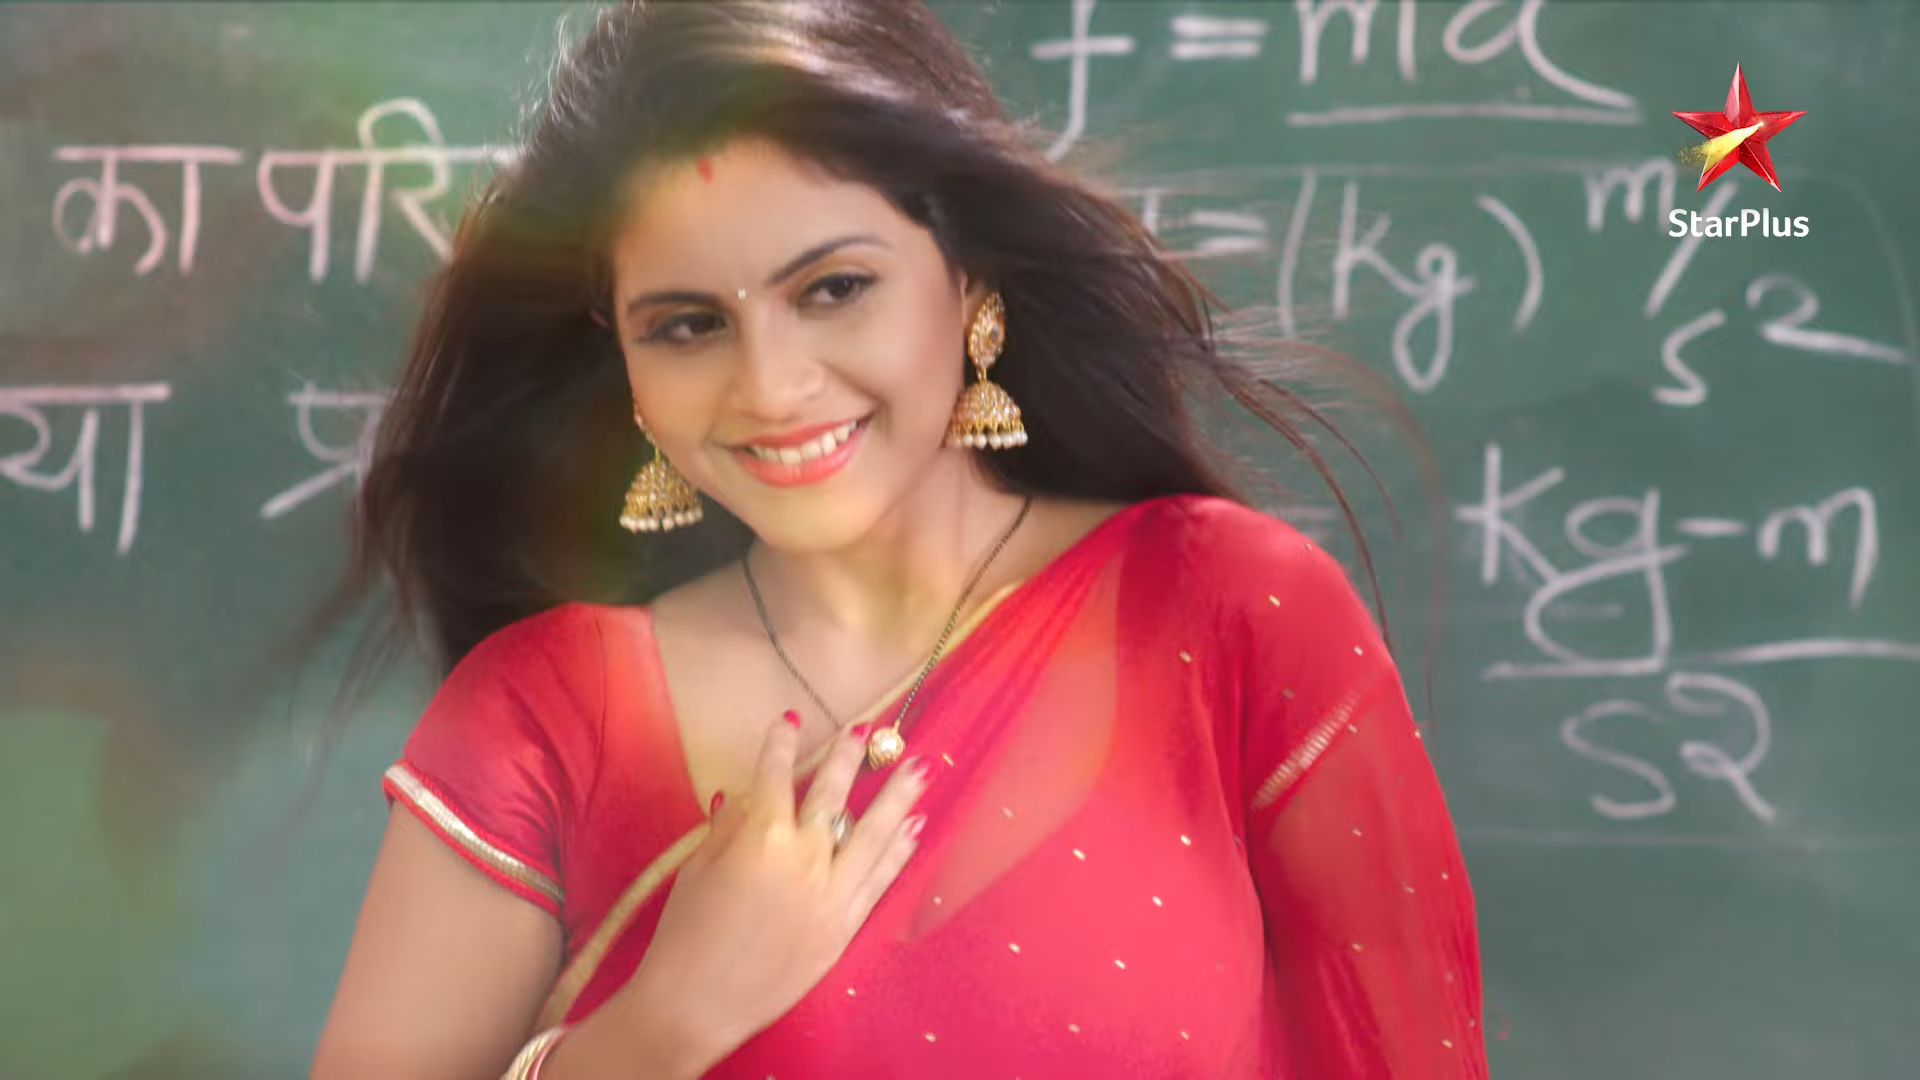 का परि
या प्र
f = ma
= (kg) m/s2
StarPlus
= kg-m
s2